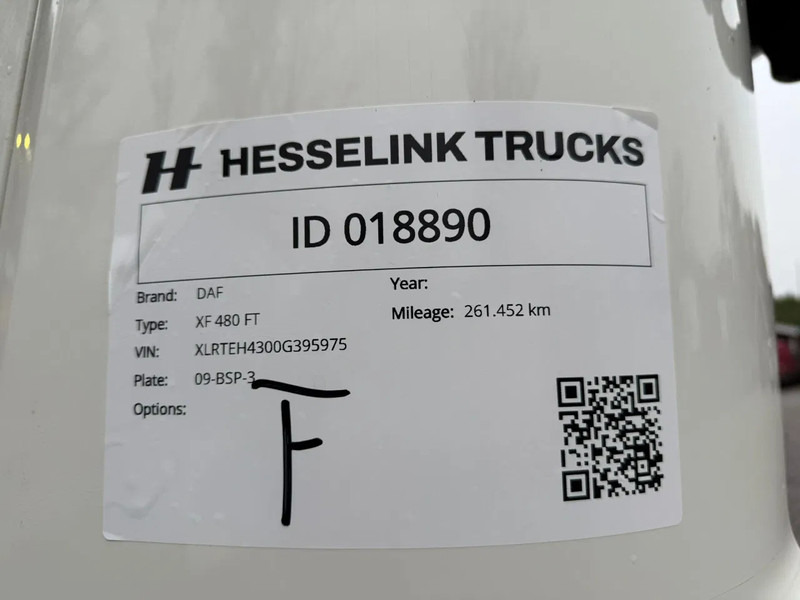 H HESSELINK TRUCKS
ID 018890
Brand: DAF
Type: XF 480 FT
VIN: XLRTEH4300G395975
Plate: 09-BSP-3
Options:
Year:
Mileage: 261.452 km
F